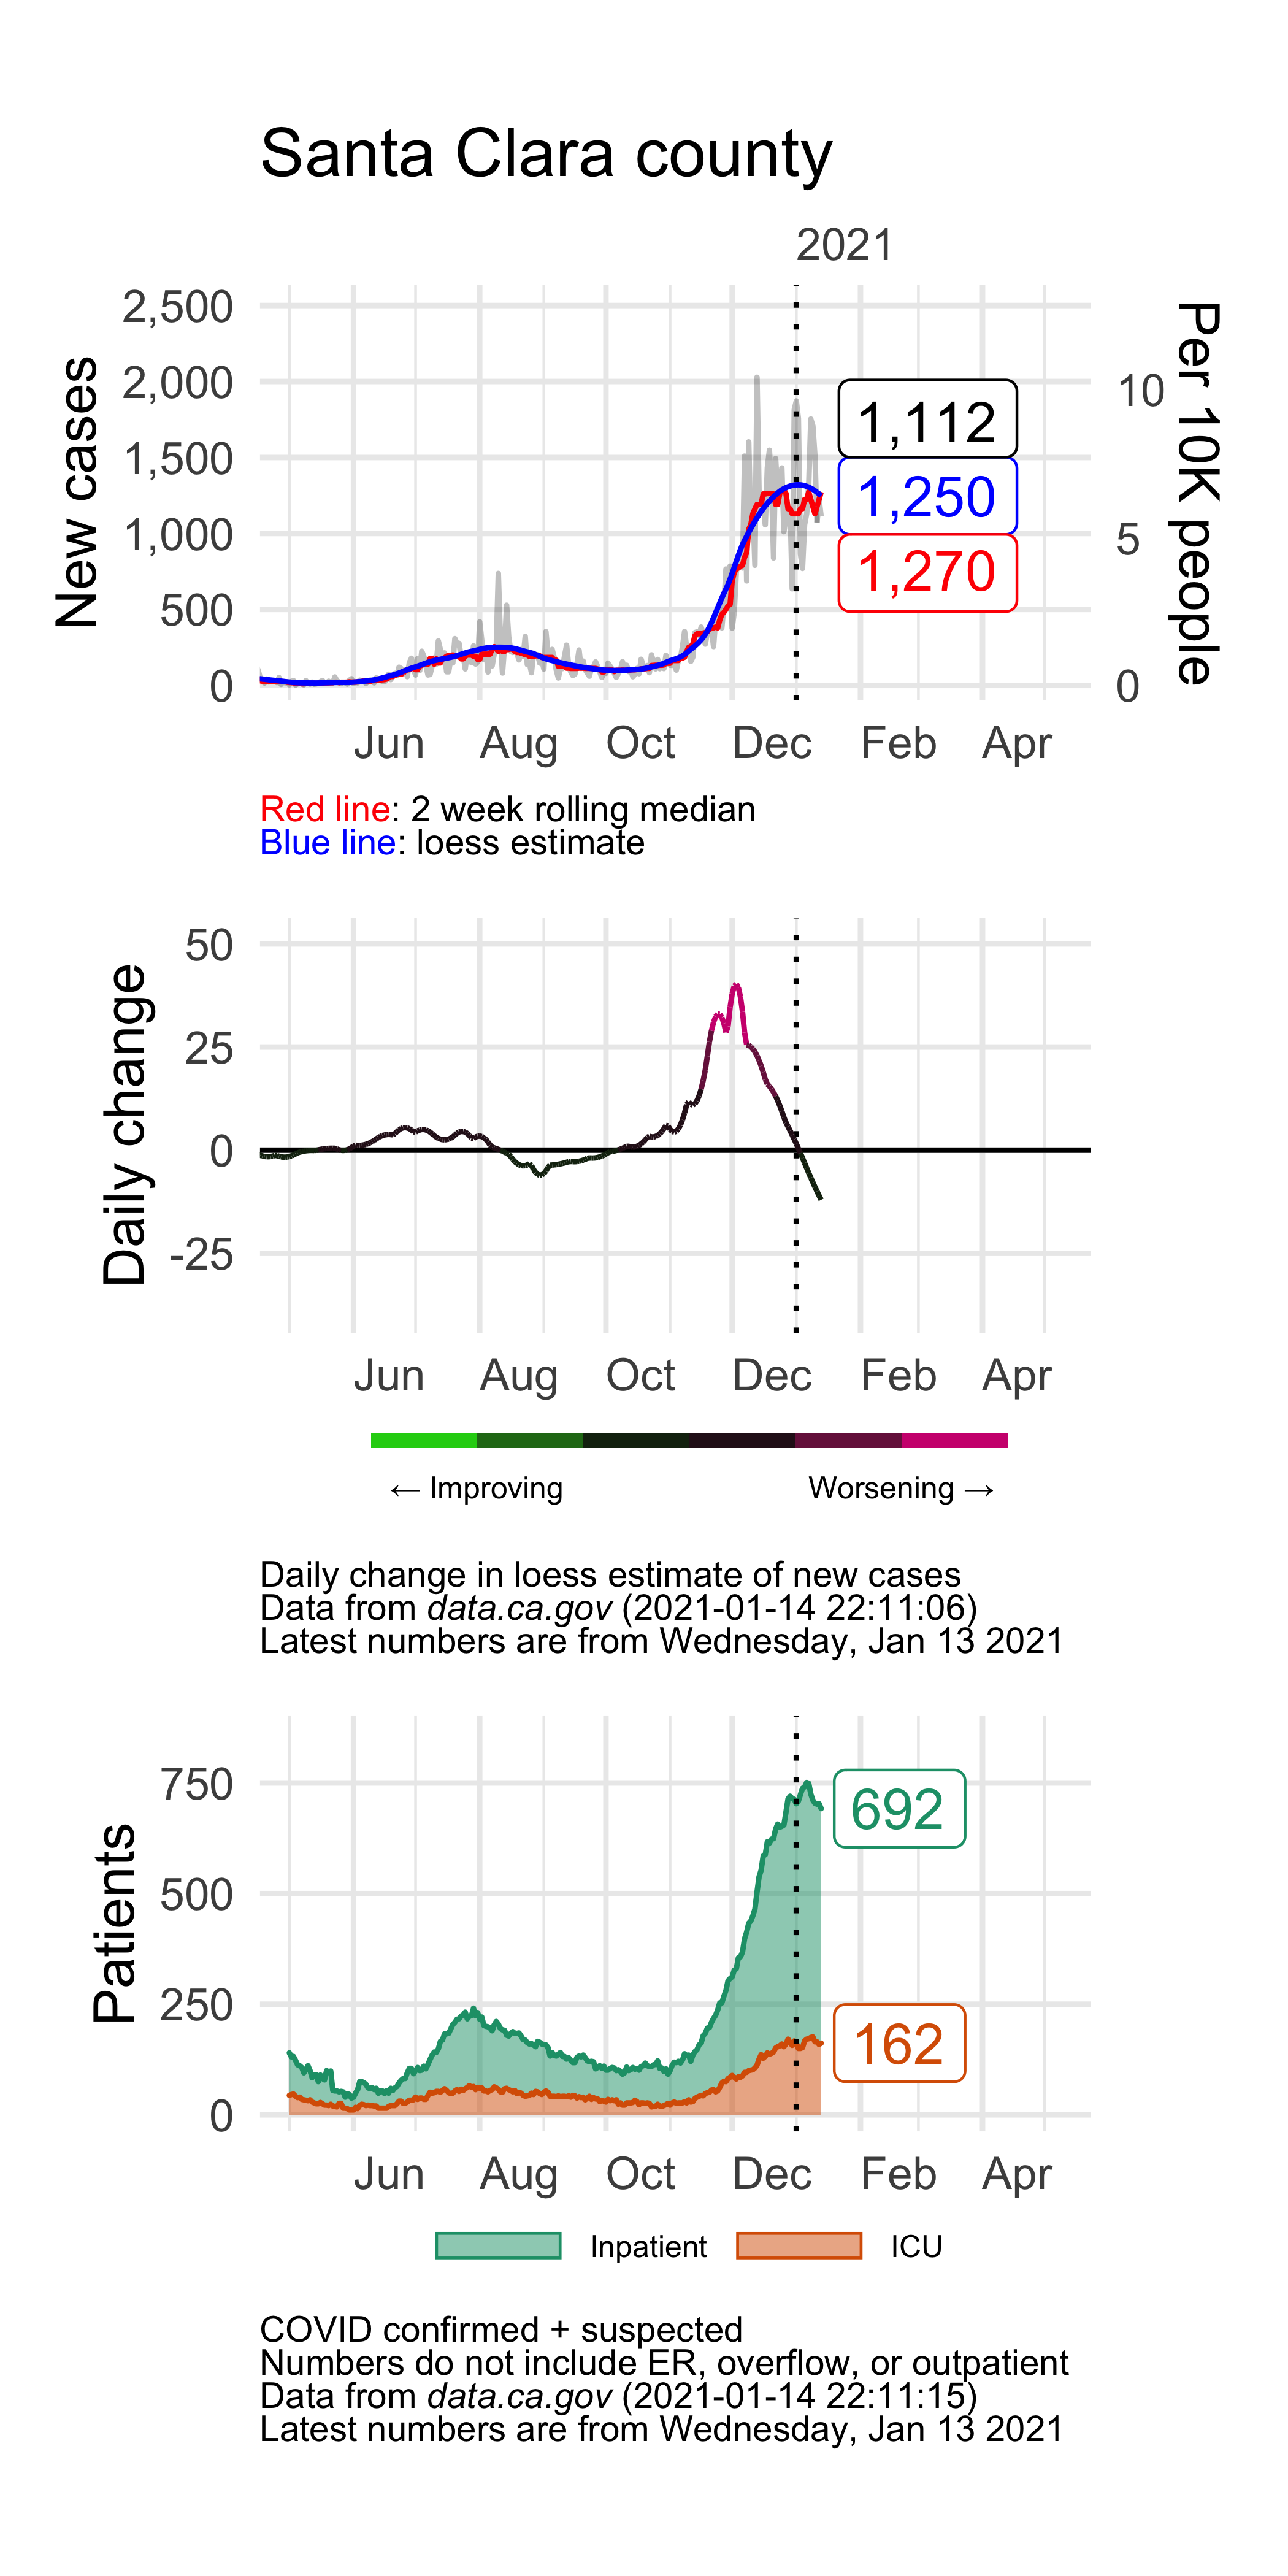 Santa Clara county
2021
New cases
2,500
2,000
1,500
1,000
500
0
1,112
1,250
1,270
10
5
0
Per 10K people
Jun Aug Oct Dec Feb Apr
Red line: 2 week rolling median
Blue line: loess estimate
Daily change
50
25
0
-25
Jun Aug Oct Dec Feb Apr
← Improving Worsening →
Daily change in loess estimate of new cases
Data from data.ca.gov (2021-01-14 22:11:06)
Latest numbers are from Wednesday, Jan 13 2021
Patients
750
500
250
0
692
162
Jun Aug Oct Dec Feb Apr
Inpatient ICU
COVID confirmed + suspected
Numbers do not include ER, overflow, or outpatient
Data from data.ca.gov (2021-01-14 22:11:15)
Latest numbers are from Wednesday, Jan 13 2021